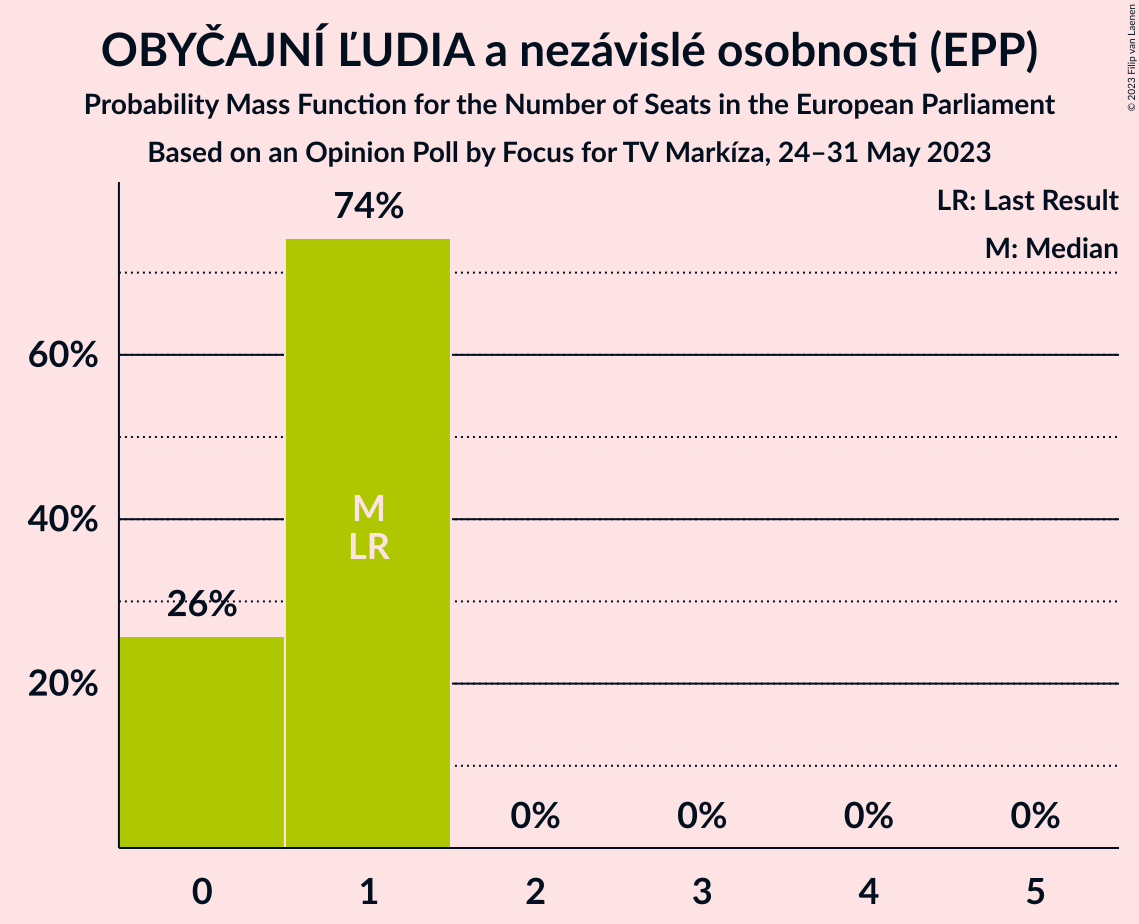 OBYČAJNÍ ĽUDIA a nezávislé osobnosti (EPP)
Probability Mass Function for the Number of Seats in the European Parliament
Based on an Opinion Poll by Focus for TV Markíza, 24–31 May 2023
© 2023 Filip van Laenen
LR: Last Result
M: Median
74%
60%
M
40%
LR
26%
20%
0% 0% 0% 0%
0 1 2 3 4 5